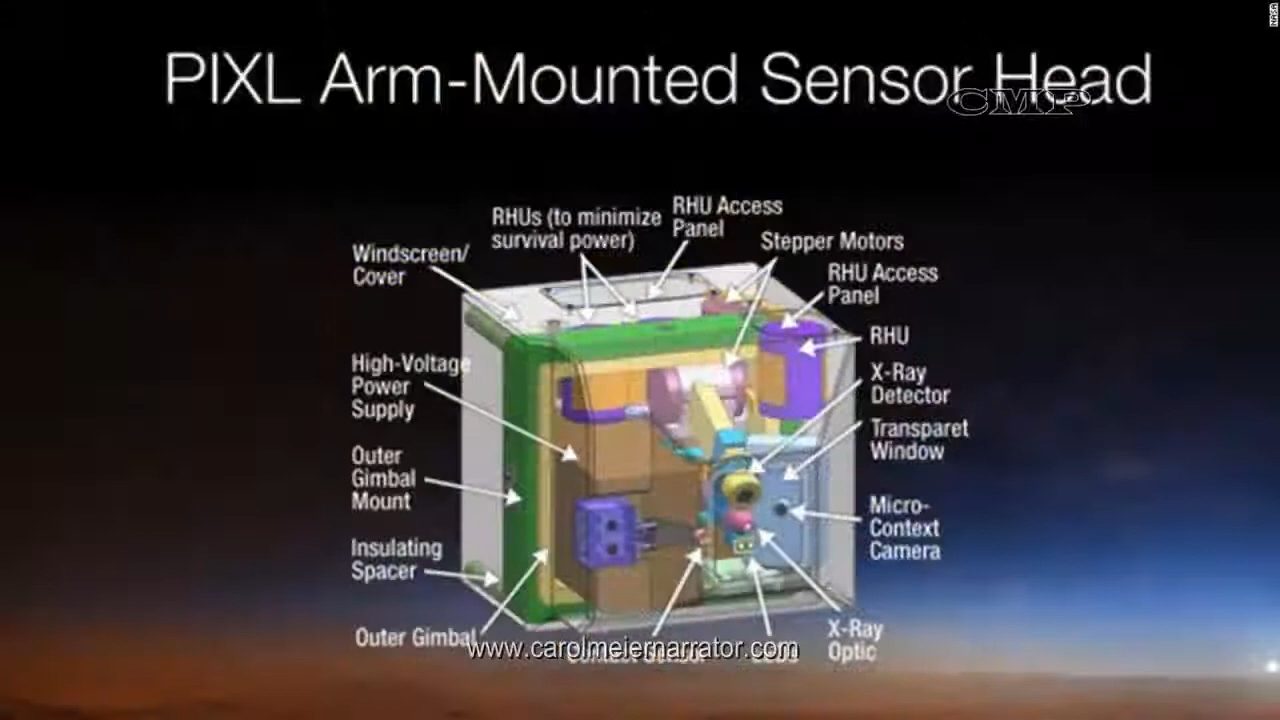 NASA
PIXL Arm-Mounted Sensor Head
CMP
RHUs (to minimize
survival power)
RHU Access
Panel
Stepper Motors
Windscreen/
Cover
RHU Access
Panel
RHU
High-Voltage
Power
Supply
X-Ray
Detector
Transparet
Window
Outer
Gimbal
Mount
Micro-
Context
Camera
Insulating
Spacer
Outer Gimbal
X-Ray
Optic
www.carolmeiernarrator.com